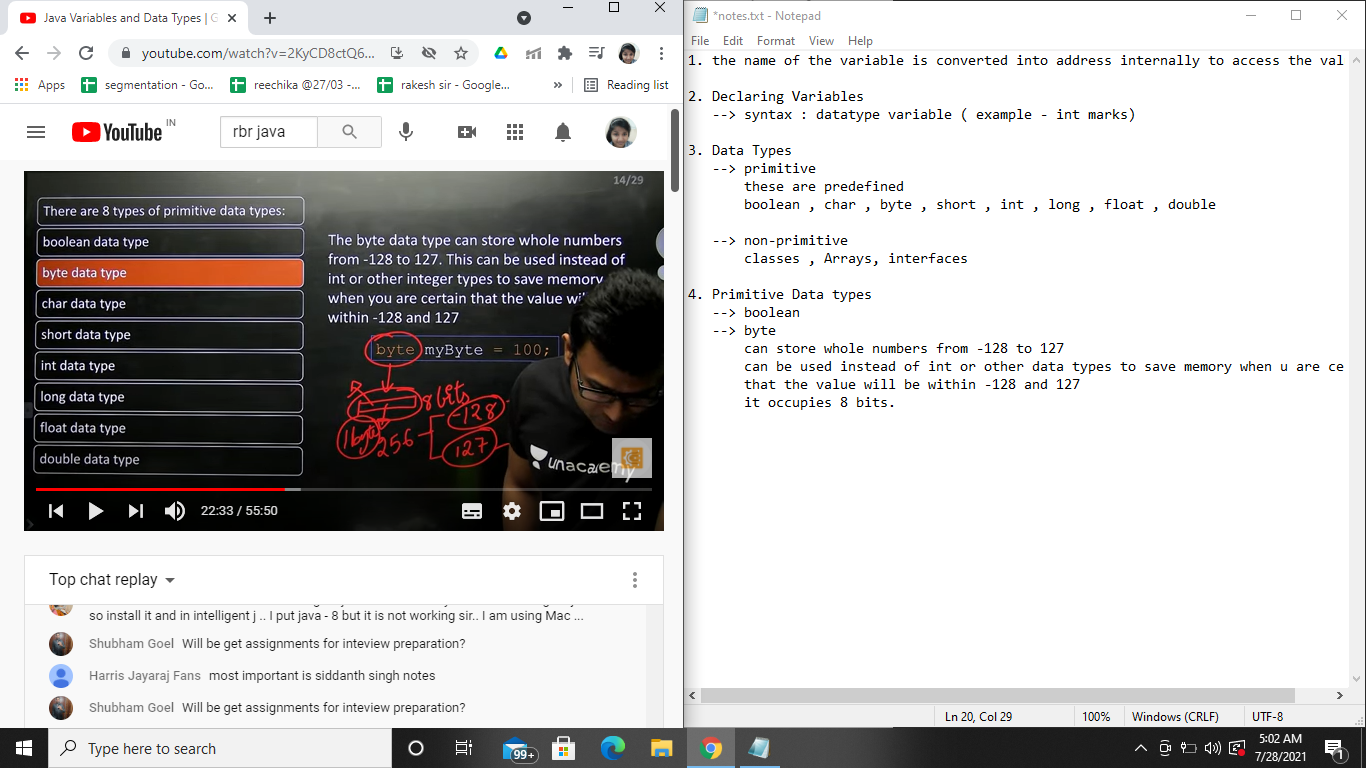 Java Variables and Data Types | G
youtube.com/watch?v=2KyCD8ctQ6...
Apps
segmentation - Go...
reechika @27/03 -...
rakesh sir - Google...
»
Reading list
YouTube IN
rbr java
14/29
There are 8 types of primitive data types:
boolean data type
byte data type
char data type
short data type
int data type
long data type
float data type
double data type
The byte data type can store whole numbers
from -128 to 127. This can be used instead of
int or other integer types to save memory
when you are certain that the value wil
within -128 and 127
byte myByte = 100;
8 bits
1 byte
256
-128
127
unacademy
22:33 / 55:50
Top chat replay
so install it and in intelligent j .. I put java - 8 but it is not working sir.. I am using Mac ...
Shubham Goel Will be get assignments for inteview preparation?
Harris Jayaraj Fans most important is siddanth singh notes
Shubham Goel Will be get assignments for inteview preparation?
*notes.txt - Notepad
File Edit Format View Help
1. the name of the variable is converted into address internally to access the val
2. Declaring Variables
--> syntax : datatype variable ( example - int marks)
3. Data Types
--> primitive
these are predefined
boolean , char , byte , short , int , long , float , double
--> non-primitive
classes , Arrays, interfaces
4. Primitive Data types
--> boolean
--> byte
can store whole numbers from -128 to 127
can be used instead of int or other data types to save memory when u are ce
that the value will be within -128 and 127
it occupies 8 bits.
Ln 20, Col 29
100%
Windows (CRLF)
UTF-8
Type here to search
99+
5:02 AM
7/28/2021
1